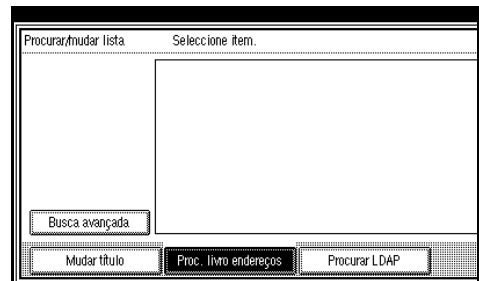 Procurar/mudar lista Seleccione item.
Busca avançada
Mudar título Proc. livro endereços Procurar LDAP